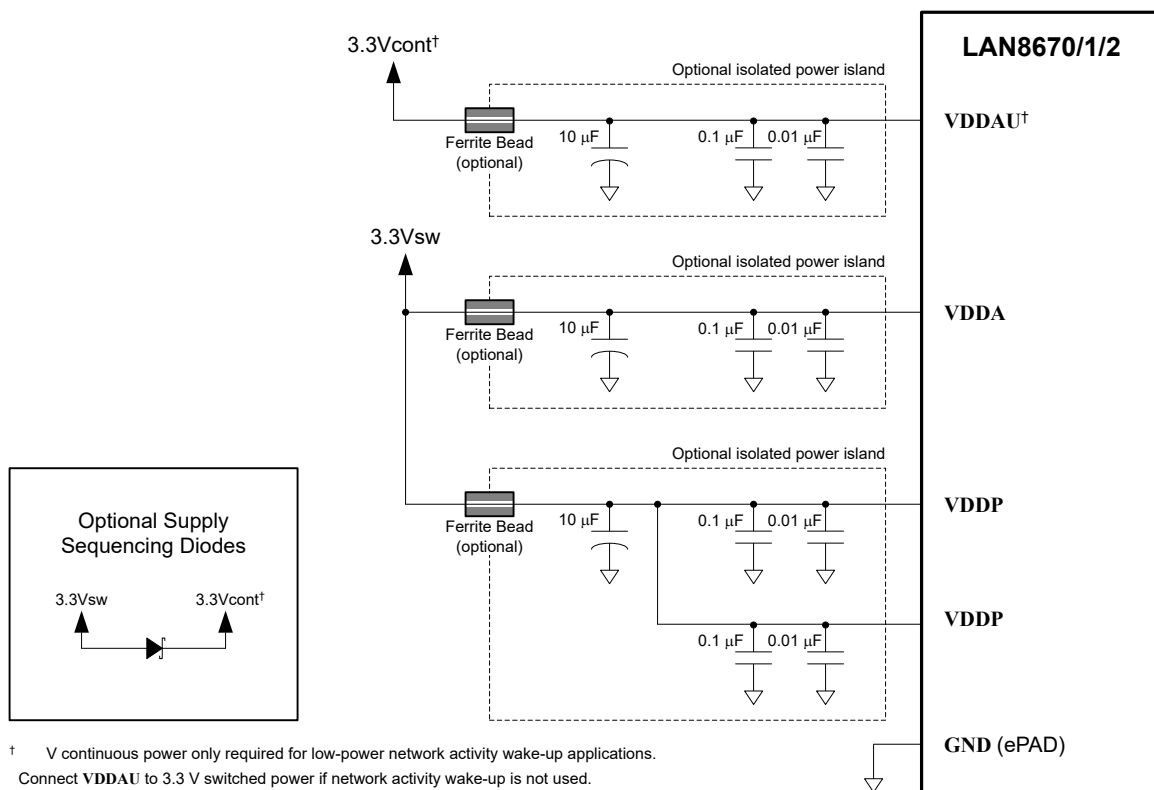 LAN8670/1/2
3.3Vcont†
Optional isolated power island
Ferrite Bead
(optional)
10 µF
0.1 µF
0.01 µF
VDDAU†
3.3Vsw
Optional isolated power island
Ferrite Bead
(optional)
10 µF
0.1 µF
0.01 µF
VDDA
Optional isolated power island
Ferrite Bead
(optional)
10 µF
0.1 µF
0.01 µF
VDDP
0.1 µF
0.01 µF
VDDP
GND (ePAD)
Optional Supply
Sequencing Diodes
3.3Vsw
3.3Vcont†
† V continuous power only required for low-power network activity wake-up applications.
Connect VDDAU to 3.3 V switched power if network activity wake-up is not used.